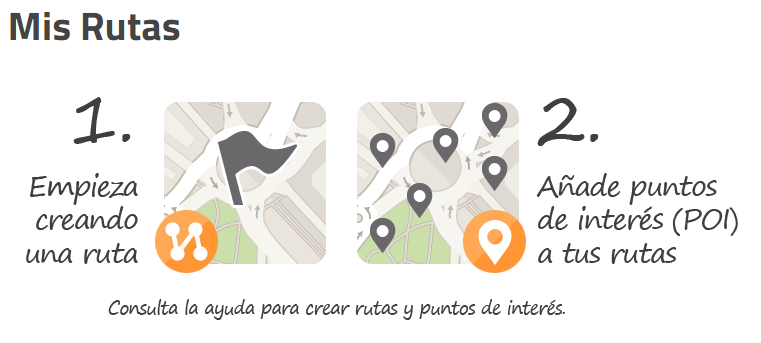 Mis Rutas
1.
Empieza
creando
una ruta
2.
Añade puntos
de interés (POI)
a tus rutas
Consulta la ayuda para crear rutas y puntos de interés.